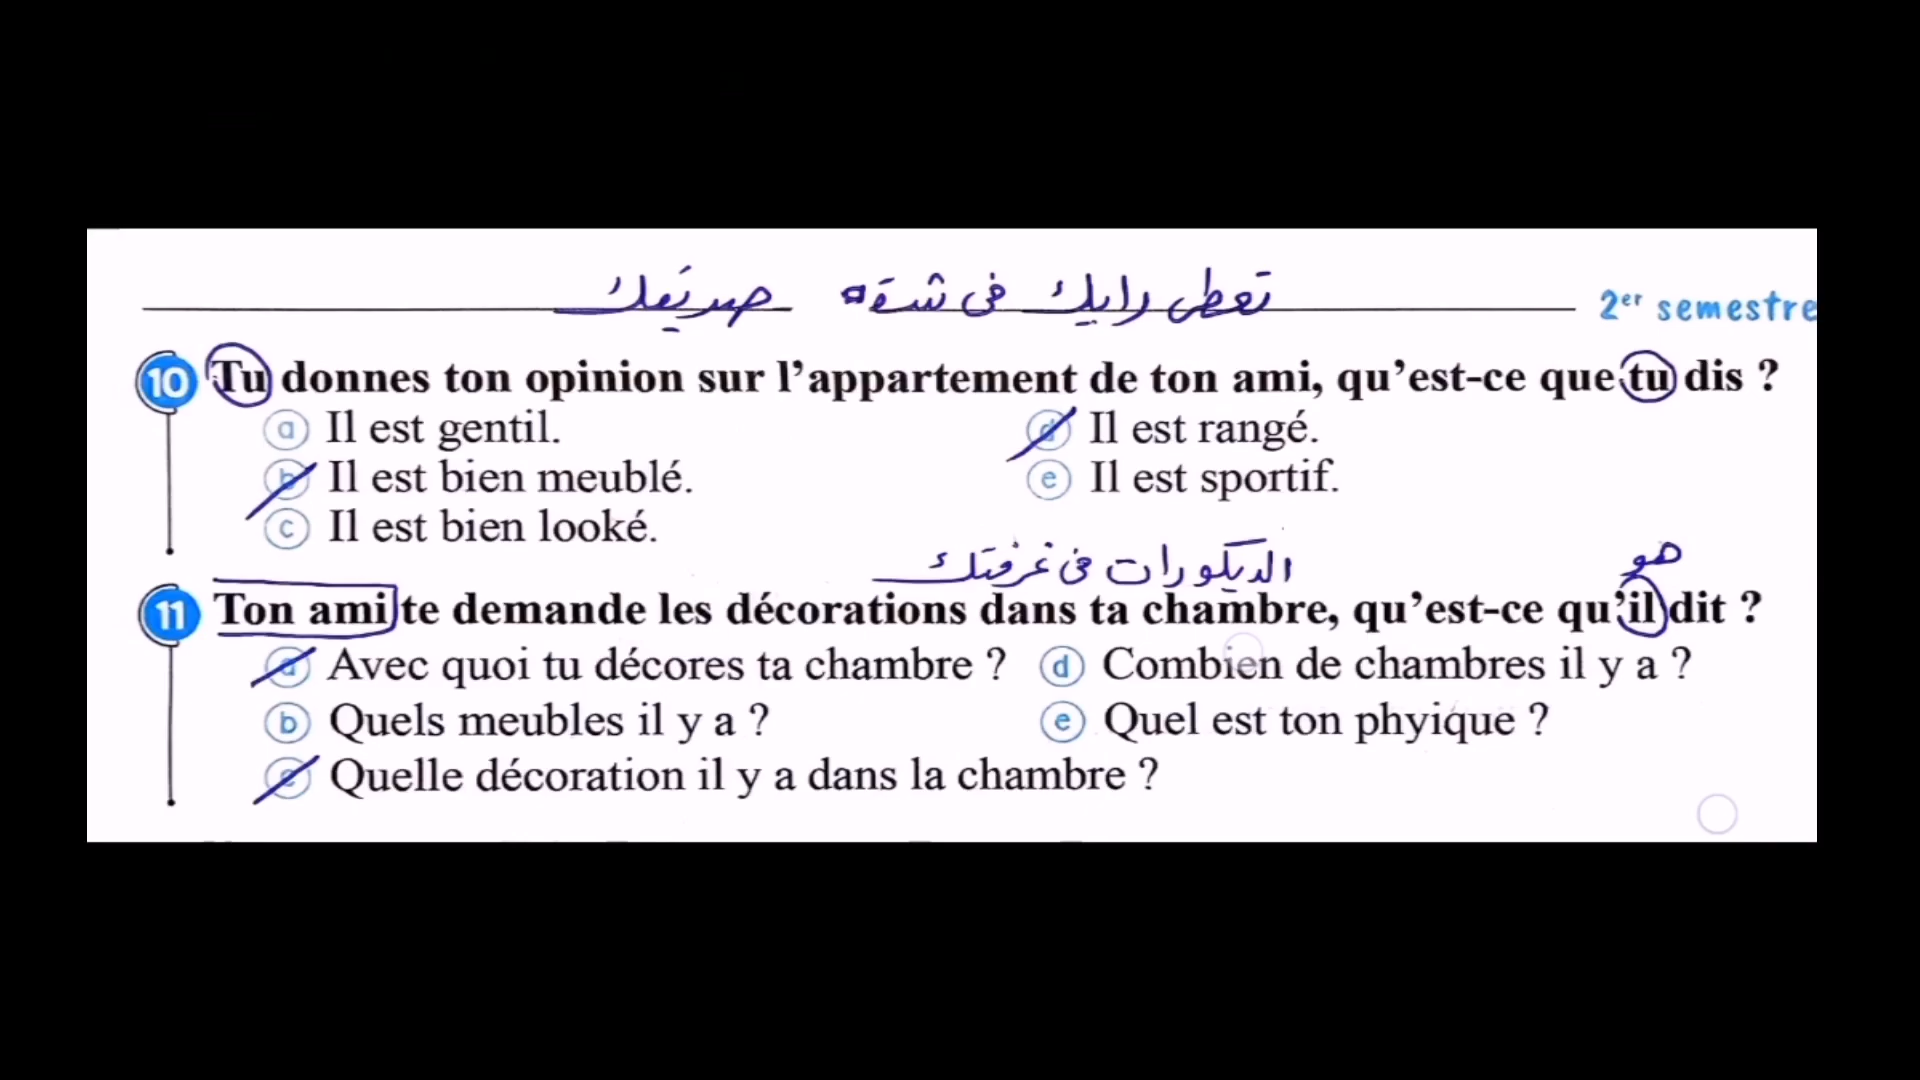 تعطى رايك فى شقة صديقك
2er semestre
10 Tu donnes ton opinion sur l’appartement de ton ami, qu’est-ce que tu dis ?
a Il est gentil. d Il est rangé.
b Il est bien meublé. e Il est sportif.
c Il est bien looké.
الديكورات فى غرفتك هو
11 Ton ami te demande les décorations dans ta chambre, qu’est-ce qu’il dit ?
a Avec quoi tu décores ta chambre ? d Combien de chambres il y a ?
b Quels meubles il y a ? e Quel est ton phyique ?
c Quelle décoration il y a dans la chambre ?